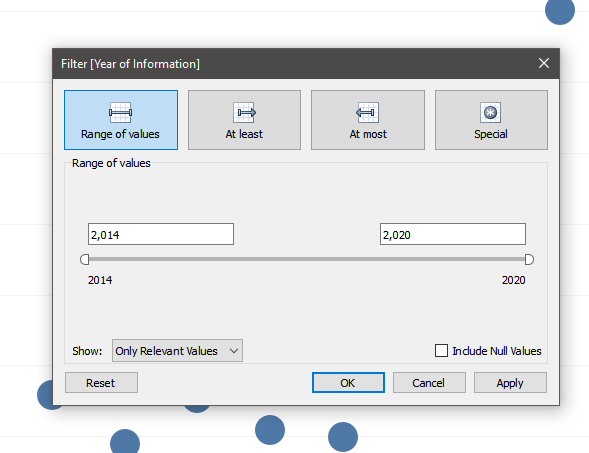 Filter [Year of Information]
Range of values
At least
At most
Special
Range of values
2,014
2,020
2014
2020
Show:
Only Relevant Values
Include Null Values
Reset
OK
Cancel
Apply